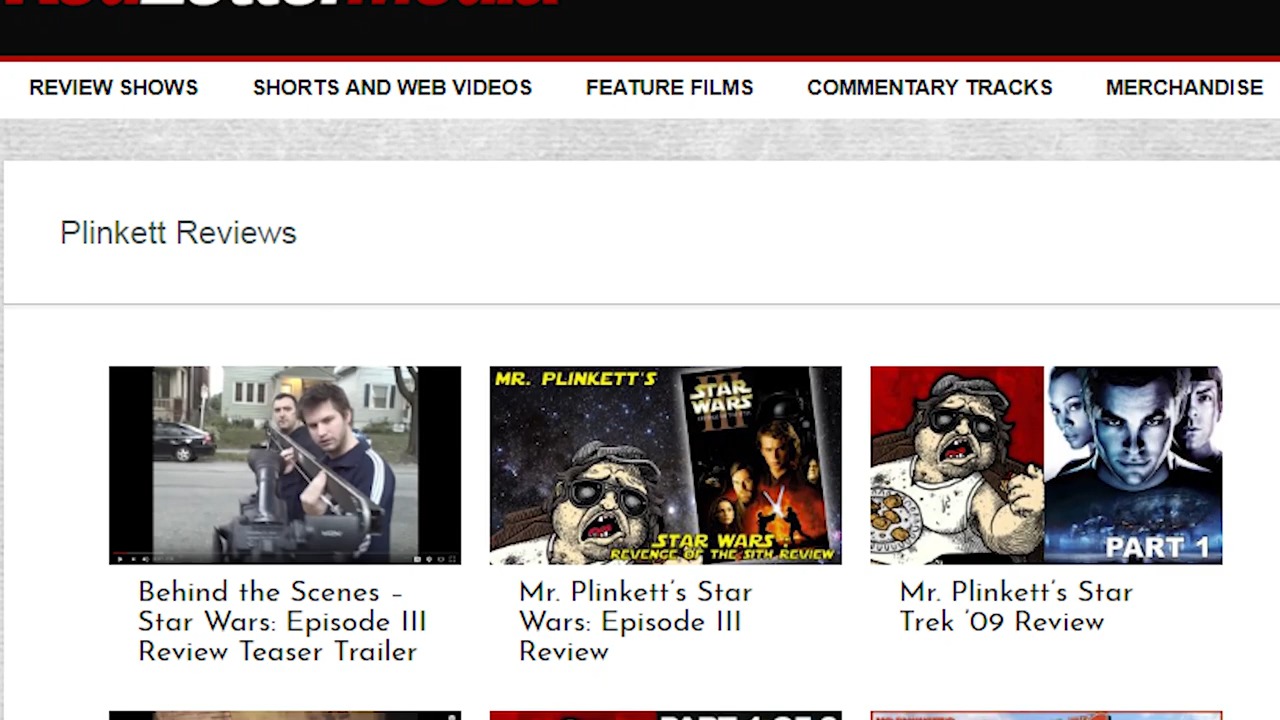 RedLetterMedia
REVIEW SHOWS SHORTS AND WEB VIDEOS FEATURE FILMS COMMENTARY TRACKS MERCHANDISE
Plinkett Reviews
MR. PLINKETT'S
STAR
WARS
III
STAR WARS:
REVENGE OF THE SITH REVIEW
PART 1
Behind the Scenes –
Star Wars: Episode III
Review Teaser Trailer
Mr. Plinkett's Star
Wars: Episode III
Review
Mr. Plinkett's Star
Trek '09 Review